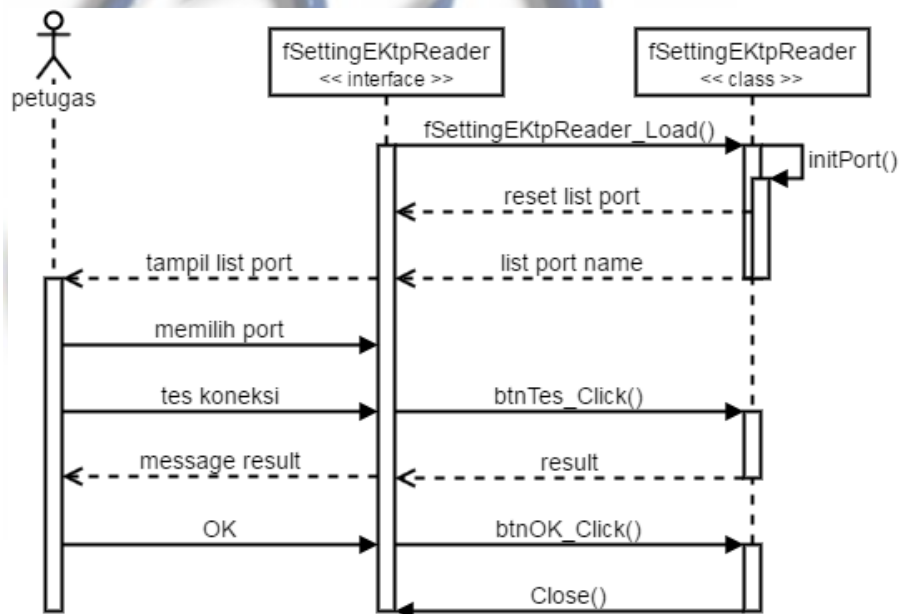 fSettingEKtpReader
<< interface >>
fSettingEKtpReader
<< class >>
petugas
fSettingEKtpReader_Load()
initPort()
reset list port
tampil list port
list port name
memilih port
tes koneksi
btnTes_Click()
message result
result
OK
btnOK_Click()
Close()